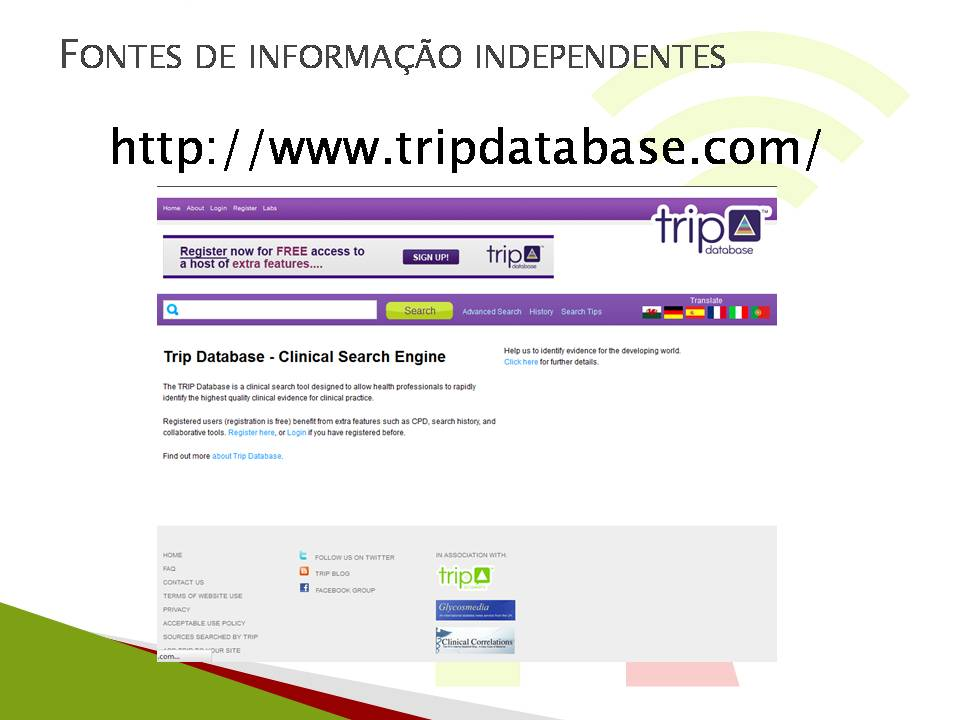 FONTES DE INFORMAÇÃO INDEPENDENTES
http://www.tripdatabase.com/
Home About Login Register Labs
trip™
database
Register now for FREE access to
a host of extra features....
SIGN UP!
trip
database
Translate
Search
Advanced Search History Search Tips
Trip Database - Clinical Search Engine
The TRIP Database is a clinical search tool designed to allow health professionals to rapidly
identify the highest quality clinical evidence for clinical practice.
Registered users (registration is free) benefit from extra features such as CPD, search history, and
collaborative tools. Register here, or Login if you have registered before.
Find out more about Trip Database.
Help us to identify evidence for the developing world.
Click here for further details.
HOME
FAQ
CONTACT US
TERMS OF WEBSITE USE
PRIVACY
ACCEPTABLE USE POLICY
SOURCES SEARCHED BY TRIP
ADD TRIP TO YOUR SITE
.com...
FOLLOW US ON TWITTER
TRIP BLOG
FACEBOOK GROUP
IN ASSOCIATION WITH:
trip
Glycosmedia
Clinical Correlations